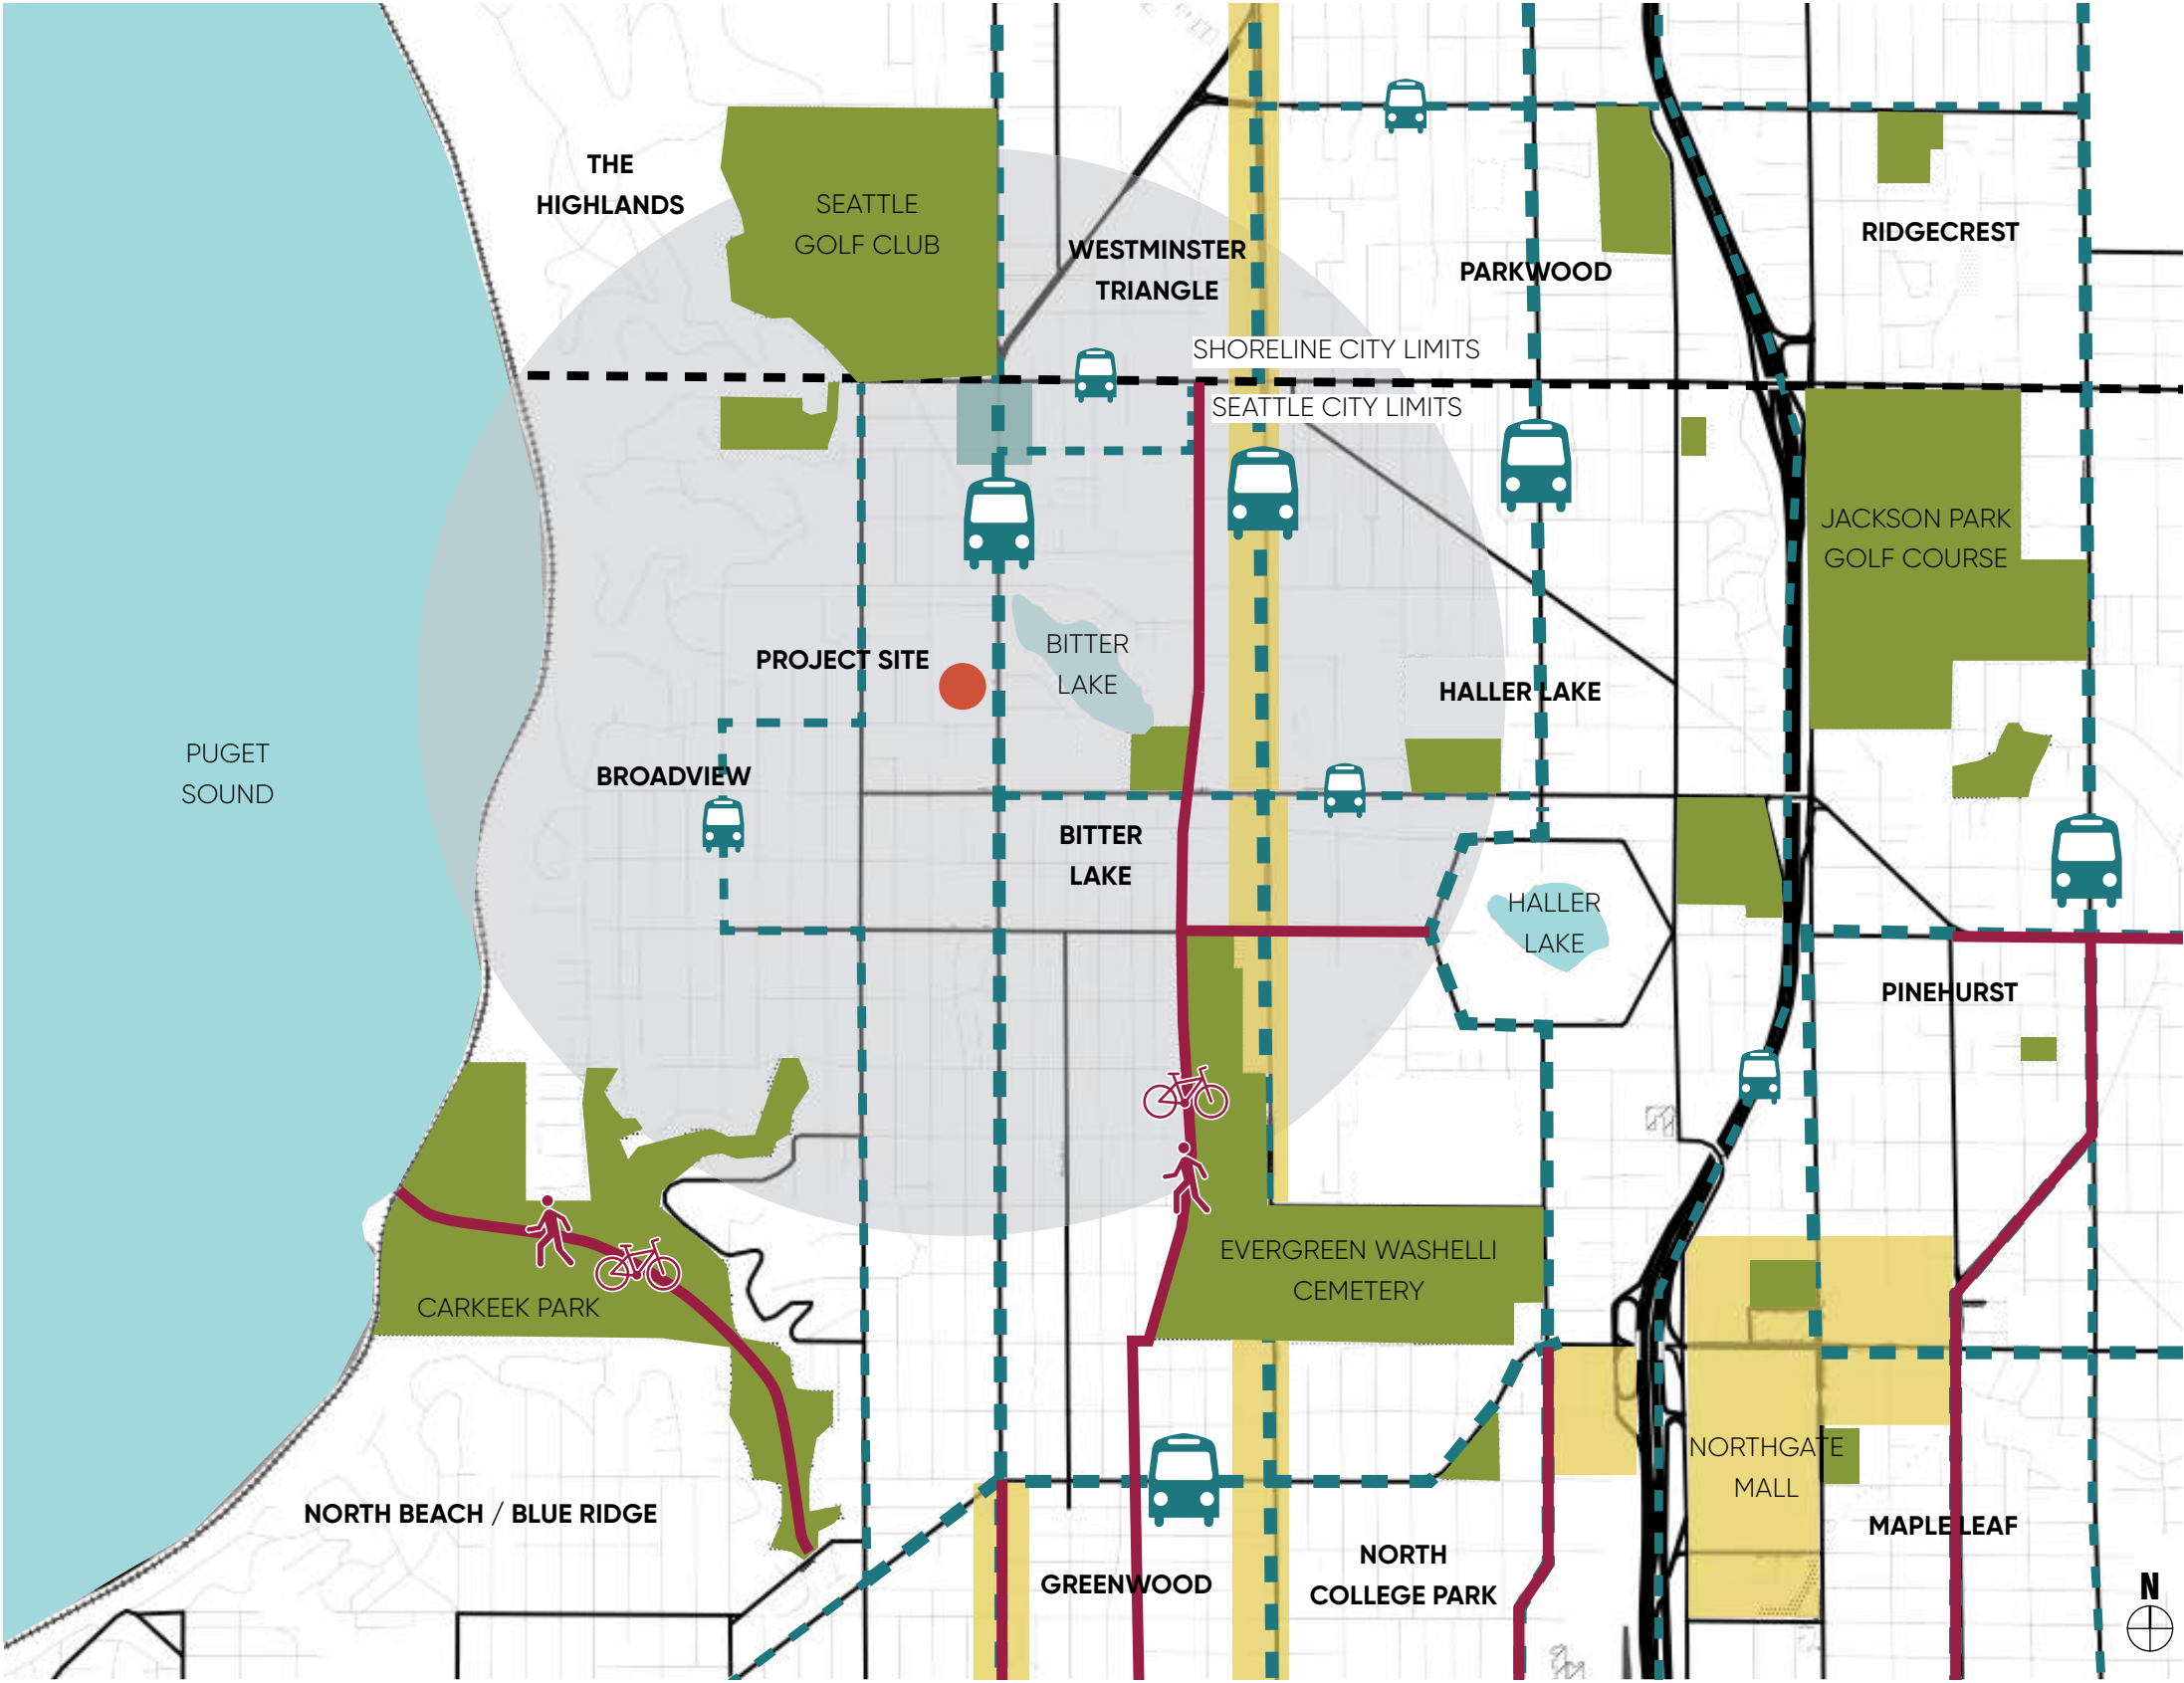 THE
HIGHLANDS
SEATTLE
GOLF CLUB
WESTMINSTER
TRIANGLE
PARKWOOD
RIDGECREST
SHORELINE CITY LIMITS
SEATTLE CITY LIMITS
JACKSON PARK
GOLF COURSE
PROJECT SITE
BITTER
LAKE
HALLER LAKE
PUGET
SOUND
BROADVIEW
BITTER
LAKE
HALLER
LAKE
PINEHURST
EVERGREEN WASHELLI
CEMETERY
CARKEEK PARK
NORTHGATE
MALL
NORTH BEACH / BLUE RIDGE
MAPLE LEAF
GREENWOOD
NORTH
COLLEGE PARK
N